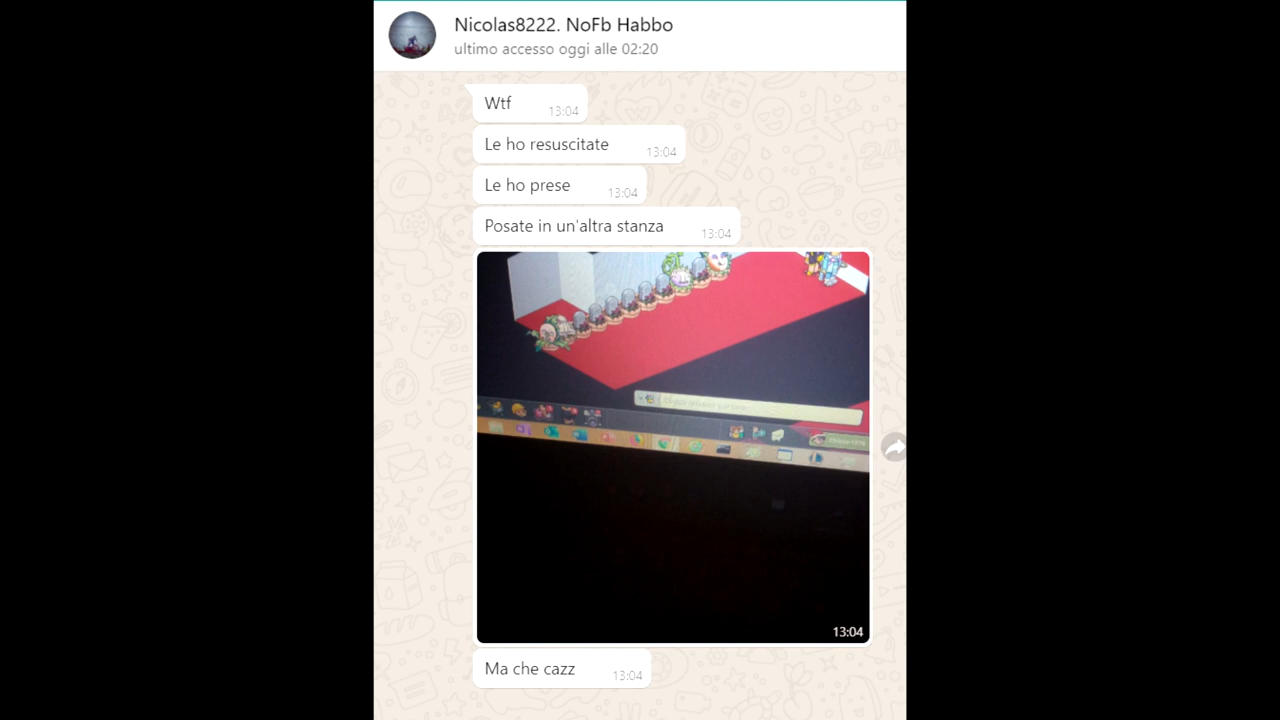 Nicolas8222. NoFb Habbo
ultimo accesso oggi alle 02:20
Wtf
13:04
Le ho resuscitate
13:04
Le ho prese
13:04
Posate in un'altra stanza
13:04
13:04
Ma che cazz
13:04